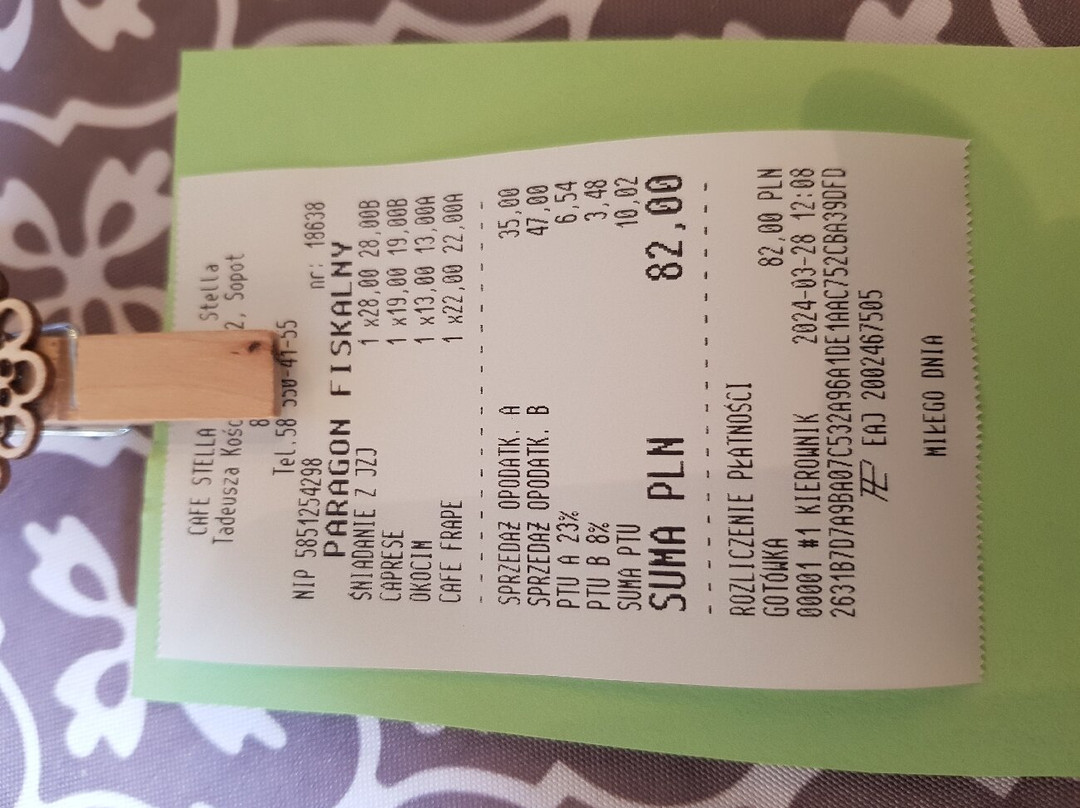 CAFE STELLA Stella
Tadeusza Kośc 2, Sopot
8
Tel.58 550-41-55
NIP 5851254298 nr: 18638
PARAGON FISKALNY
ŚNIADANIE Z JZJ 1 x28,00 28,00B
CAPRESE 1 x19,00 19,00B
OKOCIM 1 x13,00 13,00A
CAFE FRAPE 1 x22,00 22,00A
SPRZEDAŻ OPODATK. A 35,00
SPRZEDAŻ OPODATK. B 47,00
PTU A 23% 6,54
PTU B 8% 3,48
SUMA PTU 10,02
SUMA PLN 82,00
ROZLICZENIE PŁATNOŚCI
GOTÓWKA 82,00 PLN
00001 #1 KIEROWNIK 2024-03-28 12:08
2631B7D7A9BA07C532A96A1DE1AAC752CBA39DFD
EAJ 2002467505
MIŁEGO DNIA